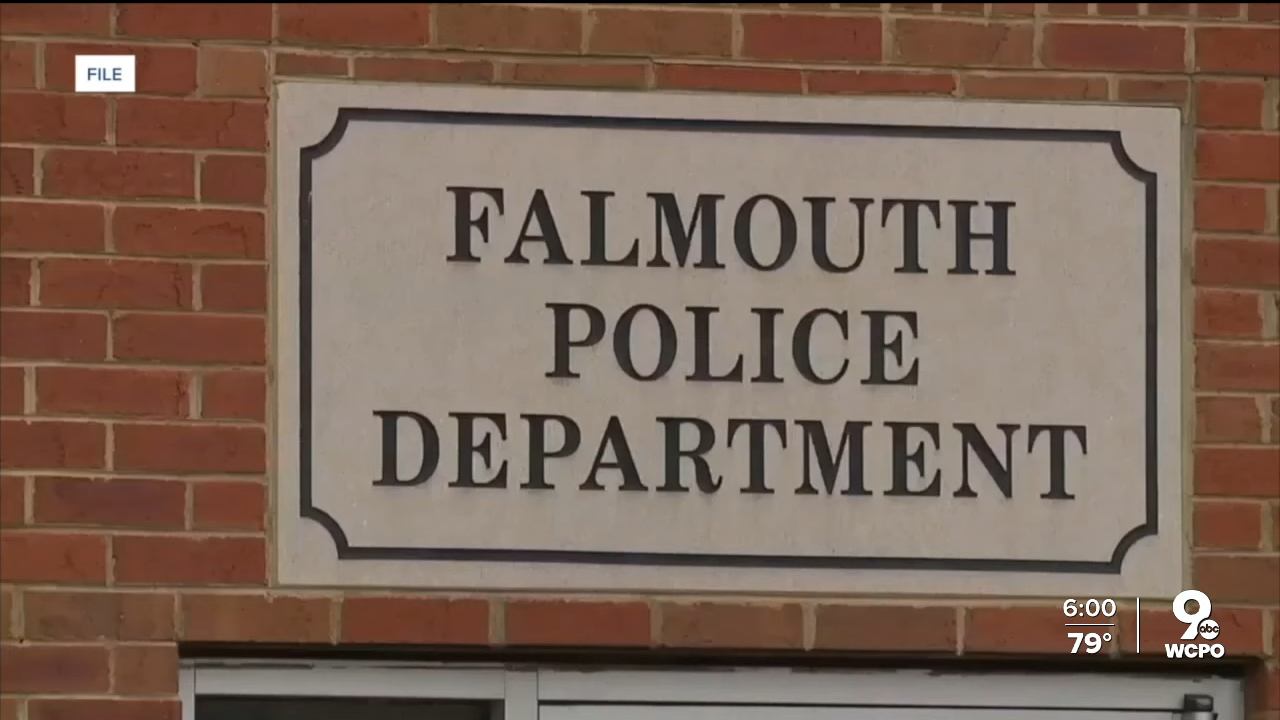 FILE
FALMOUTH
POLICE
DEPARTMENT
6:00
79°
9
abc
WCPO